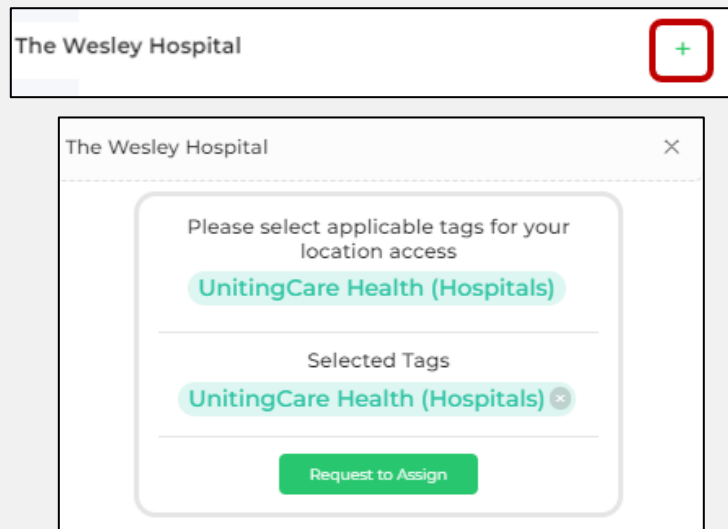 The Wesley Hospital
+
The Wesley Hospital
Please select applicable tags for your
location access
UnitingCare Health (Hospitals)
Selected Tags
UnitingCare Health (Hospitals)
Request to Assign